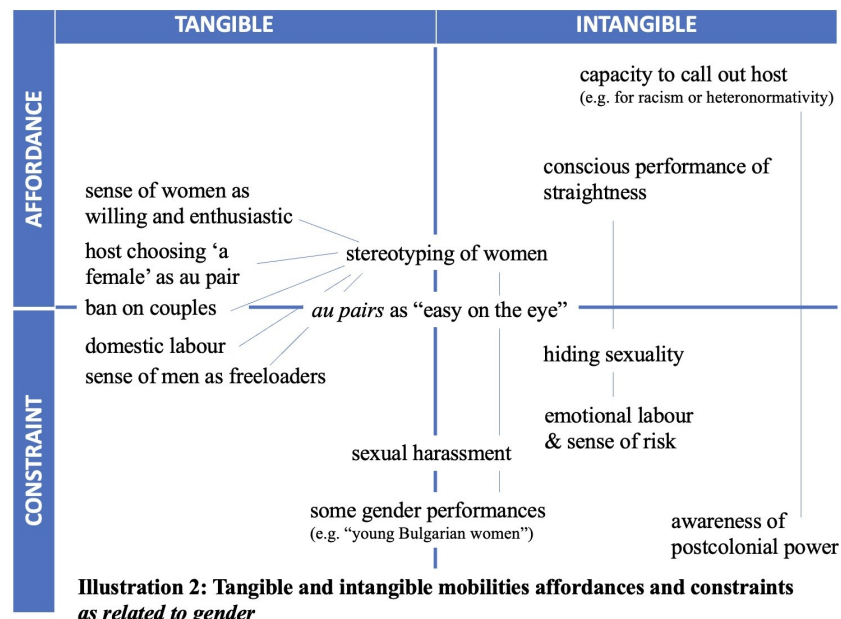 TANGIBLE
INTANGIBLE
AFFORDANCE
capacity to call out host
(e.g. for racism or heteronormativity)
conscious performance of
straightness
sense of women as
willing and enthusiastic
host choosing ‘a
female’ as au pair
stereotyping of women
ban on couples
au pairs as “easy on the eye”
domestic labour
sense of men as freeloaders
CONSTRAINT
hiding sexuality
emotional labour
& sense of risk
sexual harassment
some gender performances
(e.g. “young Bulgarian women”)
awareness of
postcolonial power
Illustration 2: Tangible and intangible mobilities affordances and constraints
as related to gender